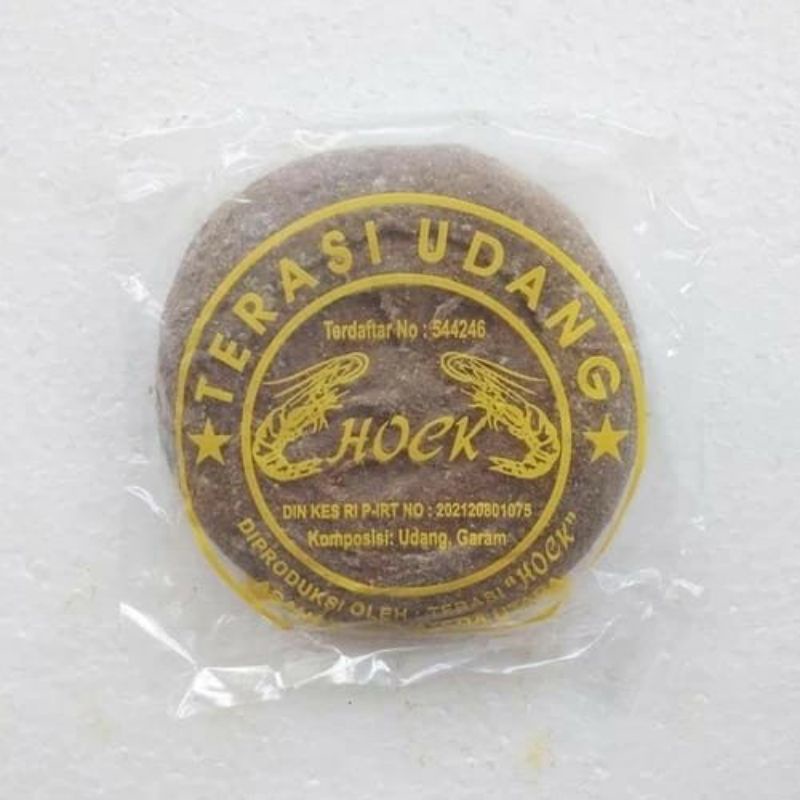 TERASI UDANG
Terdaftar No : 544246
HOCK
DIN KES RI P-IRT NO : 202120801075
Komposisi: Udang, Garam
DIPRODUKSI OLEH : TERASI "HOCK"